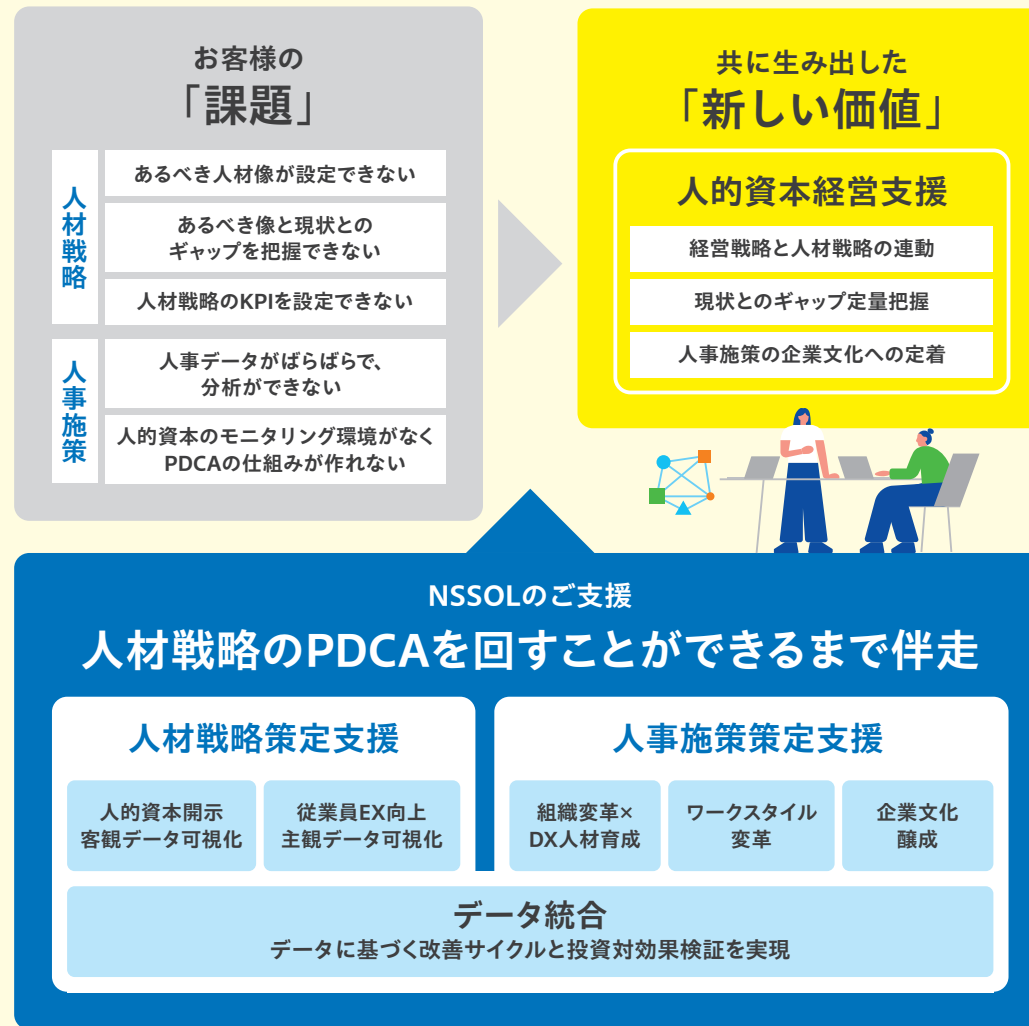 お客様の
「課題」
人材戦略
あるべき人材像が設定できない
あるべき像と現状との
ギャップを把握できない
人材戦略のKPIを設定できない
人事施策
人事データがばらばらで、
分析ができない
人的資本のモニタリング環境がなく
PDCAの仕組みが作れない
共に生み出した
「新しい価値」
人的資本経営支援
経営戦略と人材戦略の連動
現状とのギャップ定量把握
人事施策の企業文化への定着
NSSOLのご支援
人材戦略のPDCAを回すことができるまで伴走
人材戦略策定支援
人的資本開示
客観データ可視化
従業員EX向上
主観データ可視化
人事施策策定支援
組織変革×
DX人材育成
ワークスタイル
変革
企業文化
醸成
データ統合
データに基づく改善サイクルと投資対効果検証を実現